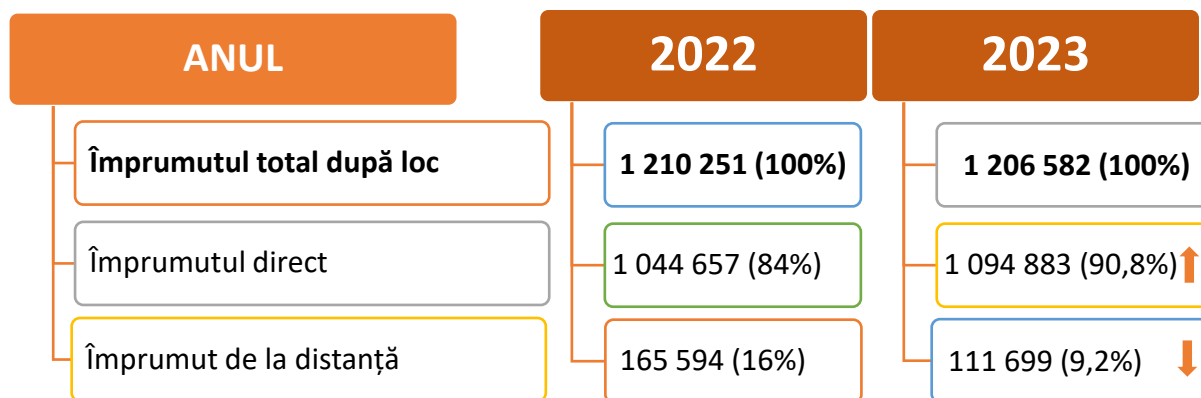 ANUL 2022 2023
Împrumutul total după loc 1 210 251 (100%) 1 206 582 (100%)
Împrumutul direct 1 044 657 (84%) 1 094 883 (90,8%)
Împrumut de la distanță 165 594 (16%) 111 699 (9,2%)